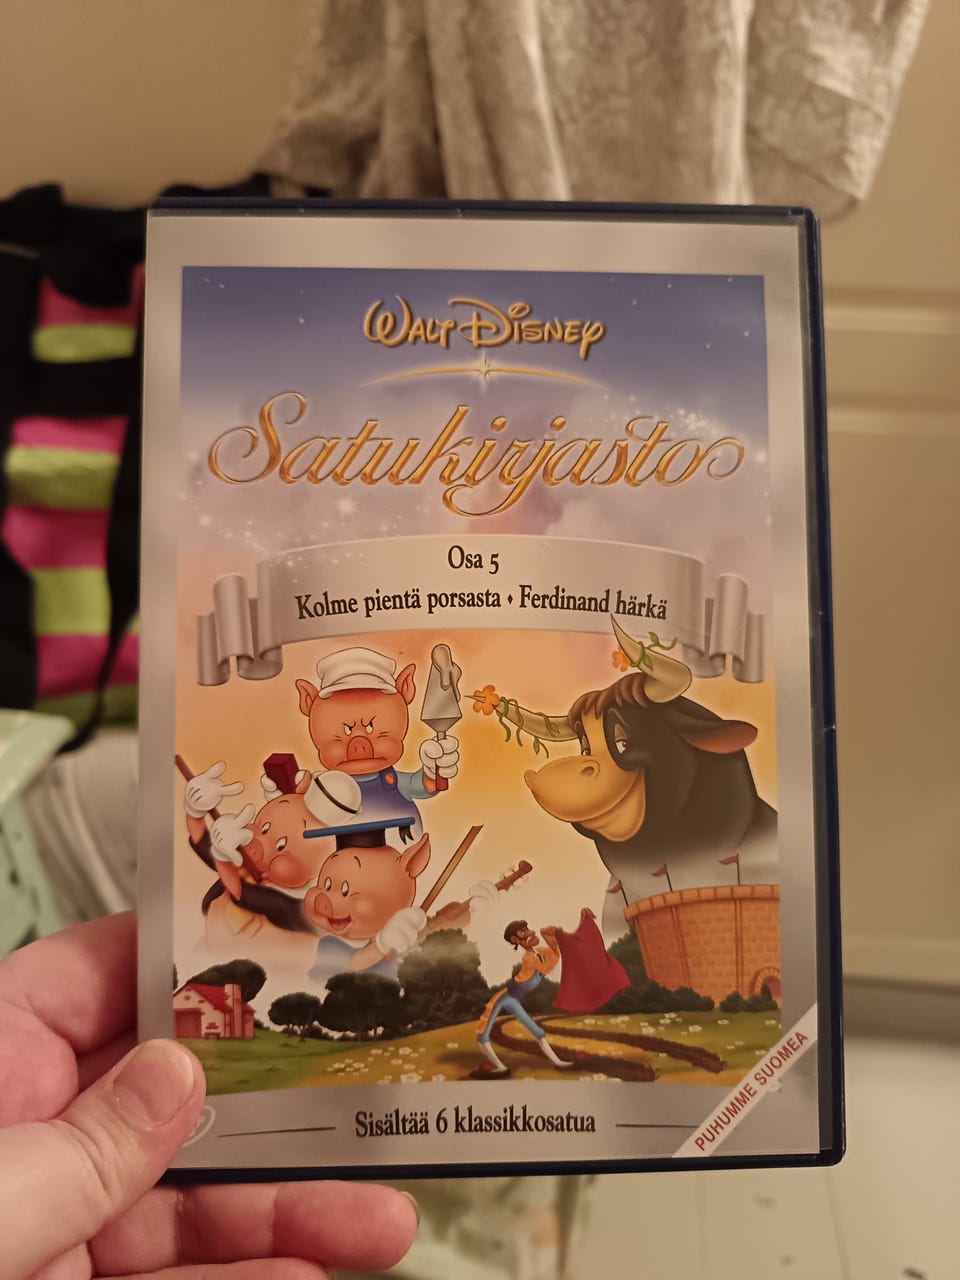 WALT DISNEY
Satukirjasto
Osa 5
Kolme pientä porsasta • Ferdinand härkä
Sisältää 6 klassikkosatua
PUHUMME SUOMEA